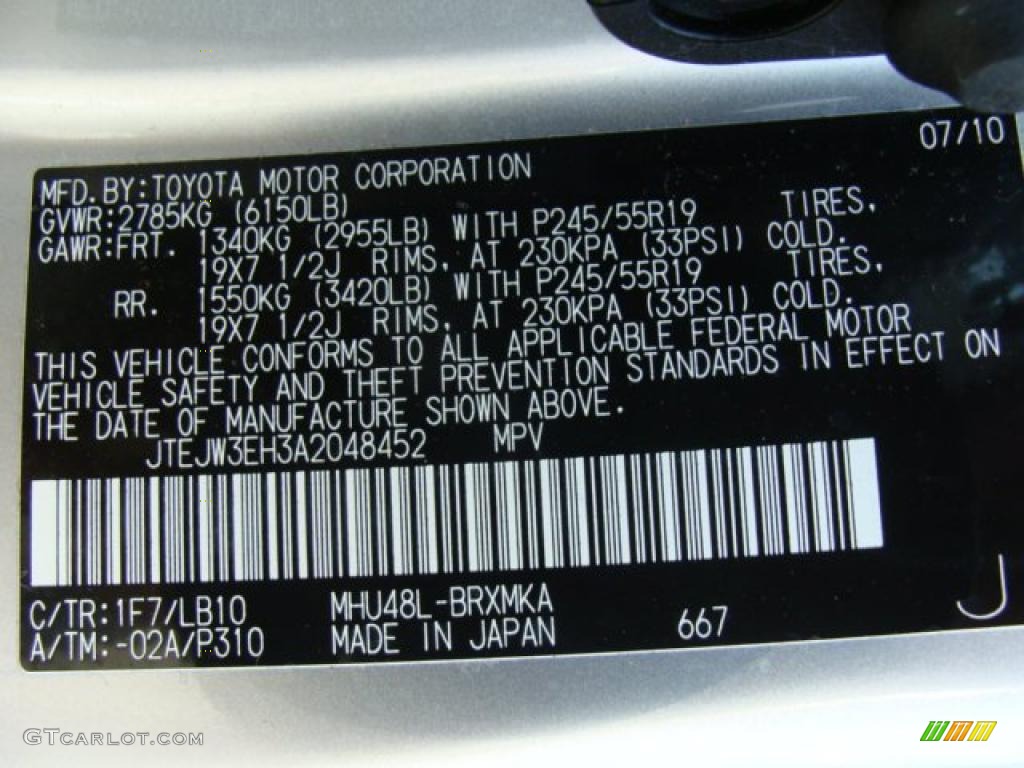 07/10
MFD.BY:TOYOTA MOTOR CORPORATION
GVWR:2785KG (6150LB)
GAWR:FRT. 1340KG (2955LB) WITH P245/55R19 TIRES,
19X7 1/2J RIMS, AT 230KPA (33PSI) COLD.
RR. 1550KG (3420LB) WITH P245/55R19 TIRES,
19X7 1/2J RIMS, AT 230KPA (33PSI) COLD.
THIS VEHICLE CONFORMS TO ALL APPLICABLE FEDERAL MOTOR
VEHICLE SAFETY AND THEFT PREVENTION STANDARDS IN EFFECT ON
THE DATE OF MANUFACTURE SHOWN ABOVE.
JTEJW3EH3A2048452 MPV
C/TR:1F7/LB10 MHU48L-BRXMKA
A/TM:-02A/P310 MADE IN JAPAN 667 J
GTCARLOT.COM